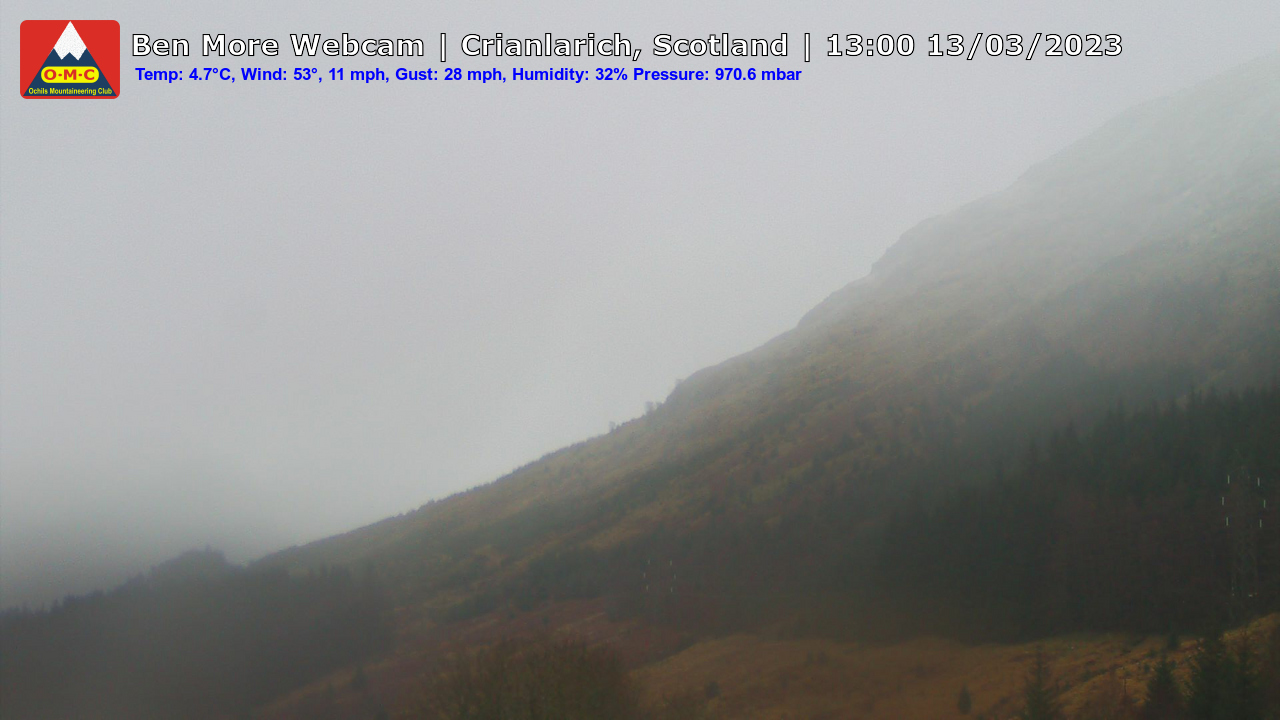 Ben More Webcam | Crianlarich, Scotland | 13:00 13/03/2023
Temp: 4.7°C, Wind: 53°, 11 mph, Gust: 28 mph, Humidity: 32% Pressure: 970.6 mbar
O·M·C
Ochils Mountaineering Club